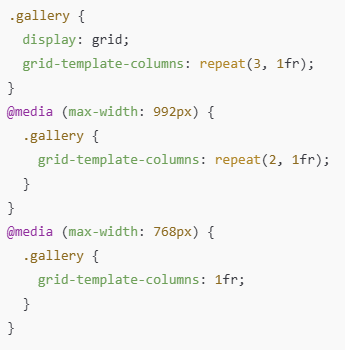 .gallery {
  display: grid;
  grid-template-columns: repeat(3, 1fr);
}
@media (max-width: 992px) {
  .gallery {
    grid-template-columns: repeat(2, 1fr);
  }
}
@media (max-width: 768px) {
  .gallery {
    grid-template-columns: 1fr;
  }
}